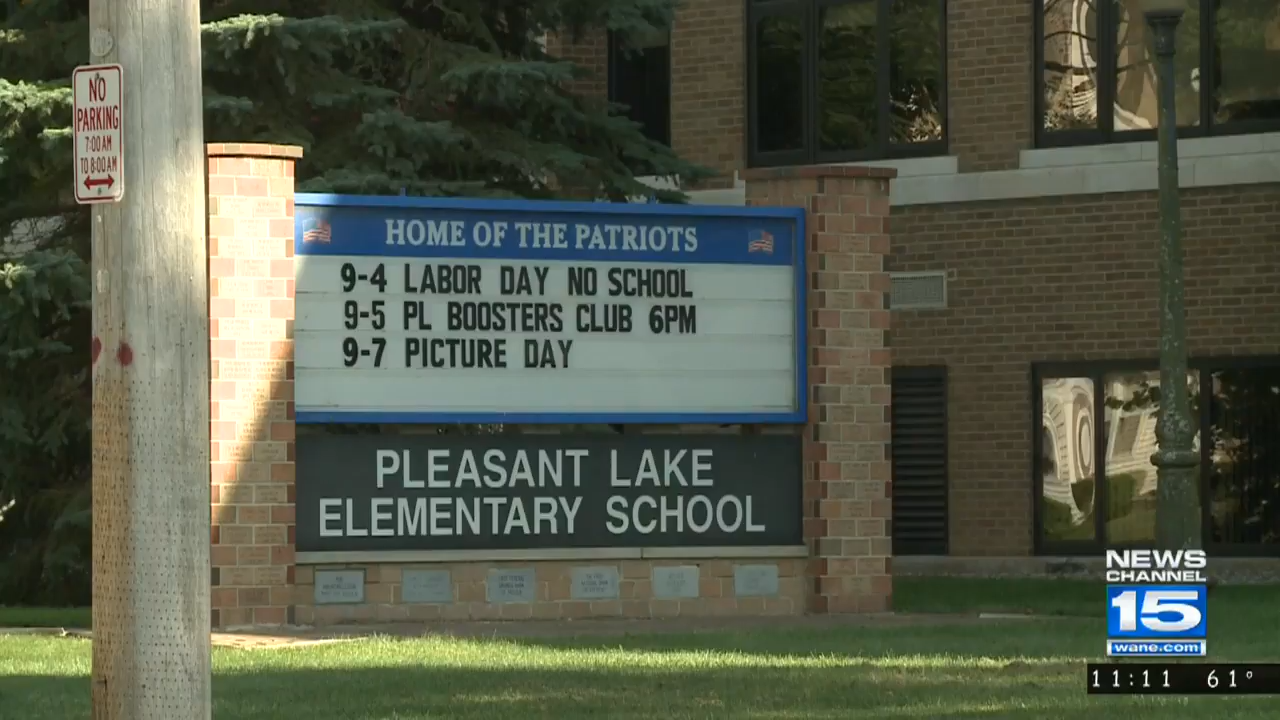 NO
PARKING
7:00 AM
TO 8:00 AM
HOME OF THE PATRIOTS
9-4 LABOR DAY NO SCHOOL
9-5 PL BOOSTERS CLUB 6PM
9-7 PICTURE DAY
PLEASANT LAKE
ELEMENTARY SCHOOL
NEWS
CHANNEL
15
wane.com
11:11 61°